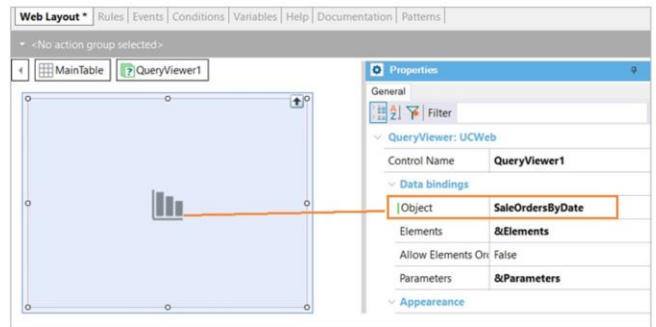 Web Layout * Rules Events Conditions Variables Help Documentation Patterns
<No action group selected>
MainTable QueryViewer1
Properties
General
Filter
QueryViewer: UCWeb
Control Name QueryViewer1
Data bindings
Object SaleOrdersByDate
Elements &Elements
Allow Elements Orc False
Parameters &Parameters
Appeareance